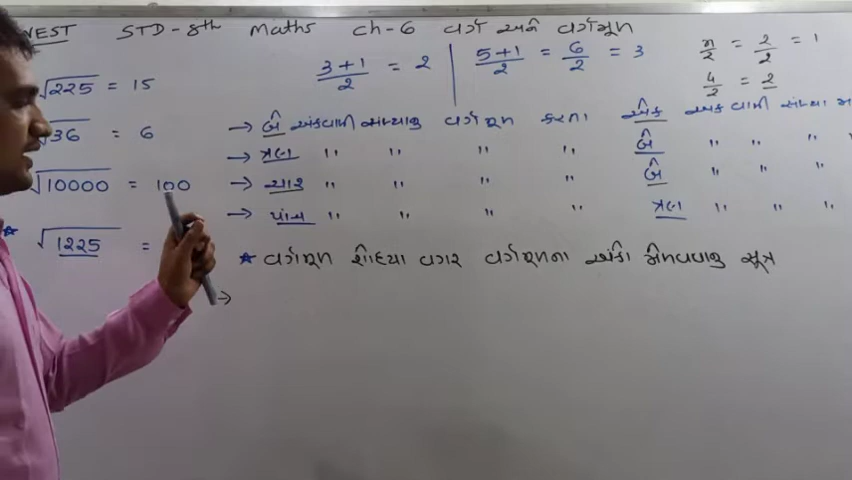 VEST STD-8th Maths ch-6 વર્ગ અને વર્ગમૂળ
√225 = 15
√36 = 6
√10000 = 100
* √1225 =
(3+1)/2 = 2 | (5+1)/2 = 6/2 = 3
n/2 = 2/2 = 1
4/2 = 2
→ બે અંકવાળી સંખ્યાનું વર્ગમૂળ કરતા એક અંક વાળી સંખ્યા
→ ત્રણ " " " " બે " " "
→ ચાર " " " " બે " " "
→ પાંચ " " " " ત્રણ " " "
* વર્ગમૂળ શોધ્યા વગર વર્ગમૂળના અંકો મેળવવાનું સૂત્ર
→